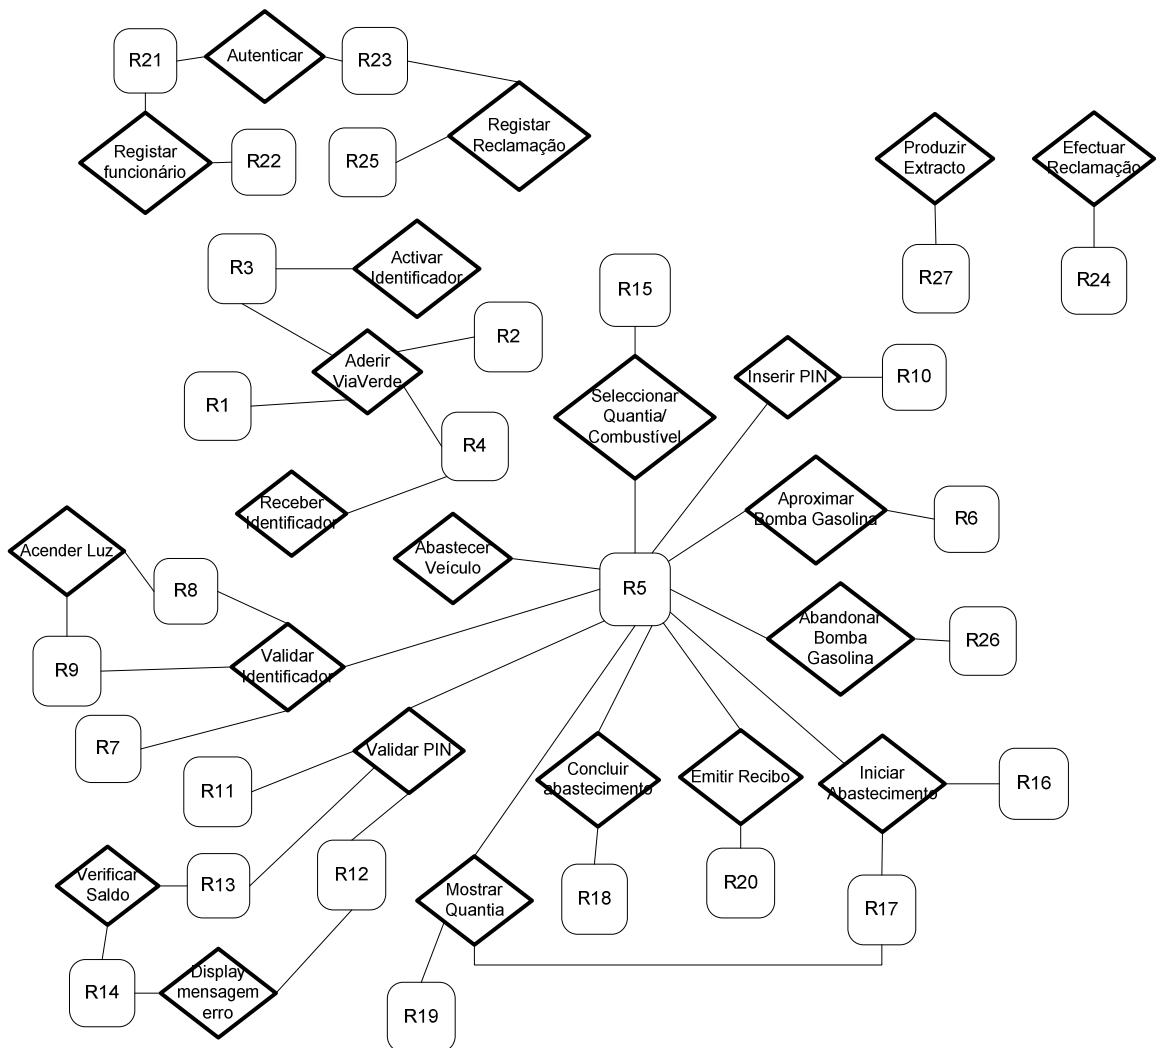 R21
Autenticar
R23
Registar
funcionário
R22
R25
Registar
Reclamação
Produzir
Extracto
Efectuar
Reclamação
R27
R24
R3
Activar
Identificador
R15
R2
Aderir
ViaVerde
R1
R4
Seleccionar
Quantia/
Combustível
Inserir PIN
R10
Receber
Identificador
Aproximar
Bomba Gasolina
R6
Acender Luz
Abastecer
Veículo
R8
R5
Abandonar
Bomba
Gasolina
R26
R9
Validar
Identificador
R7
Validar PIN
R11
Concluir
abastecimento
Emitir Recibo
Iniciar
Abastecimento
R16
Verificar
Saldo
R13
R12
Mostrar
Quantia
R18
R20
R17
R14
Display
mensagem
erro
R19